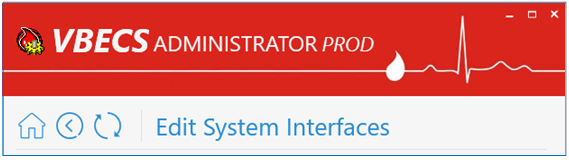 VBECS ADMINISTRATOR PROD
Edit System Interfaces